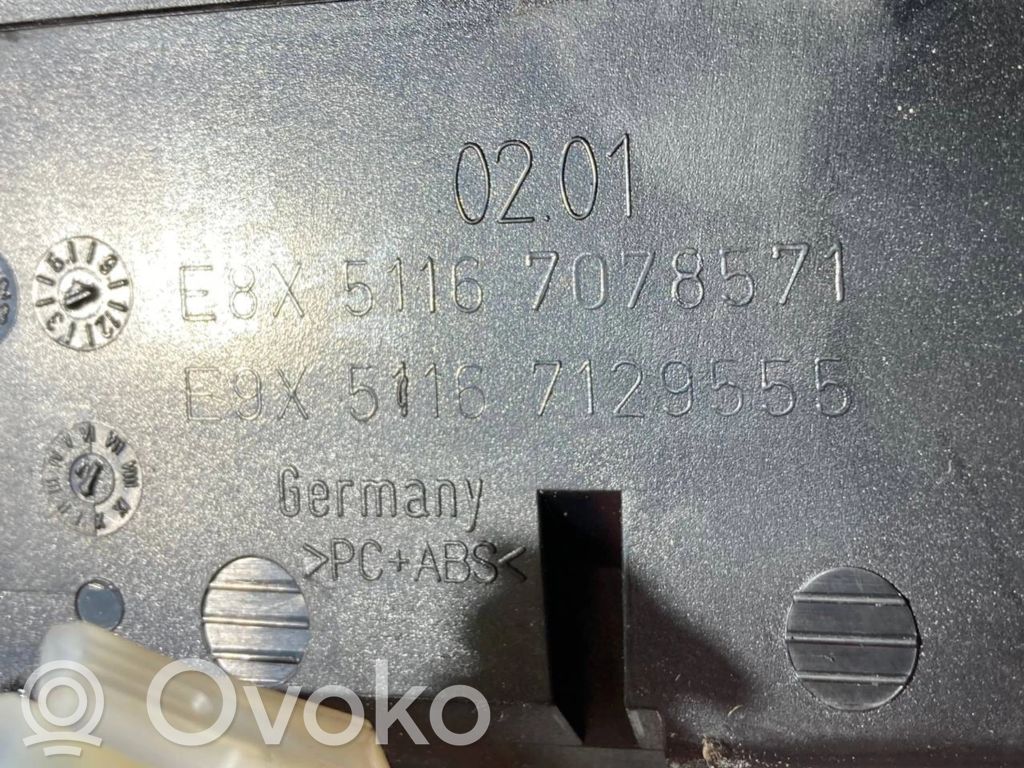 02.01
E8X 5116 7078571
E9X 5116 7129555
Germany
>PC+ABS<
Ovoko